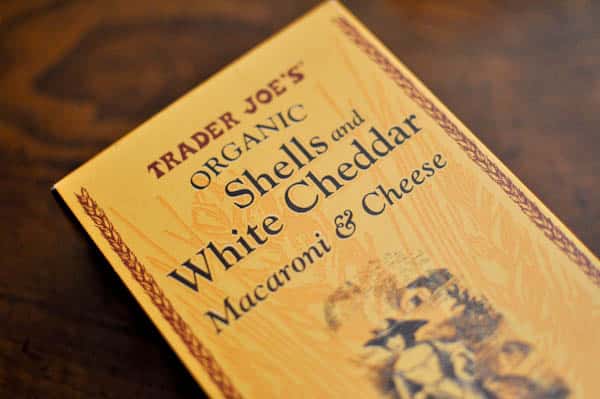 TRADER JOE'S
ORGANIC
Shells and
White Cheddar
Macaroni & Cheese